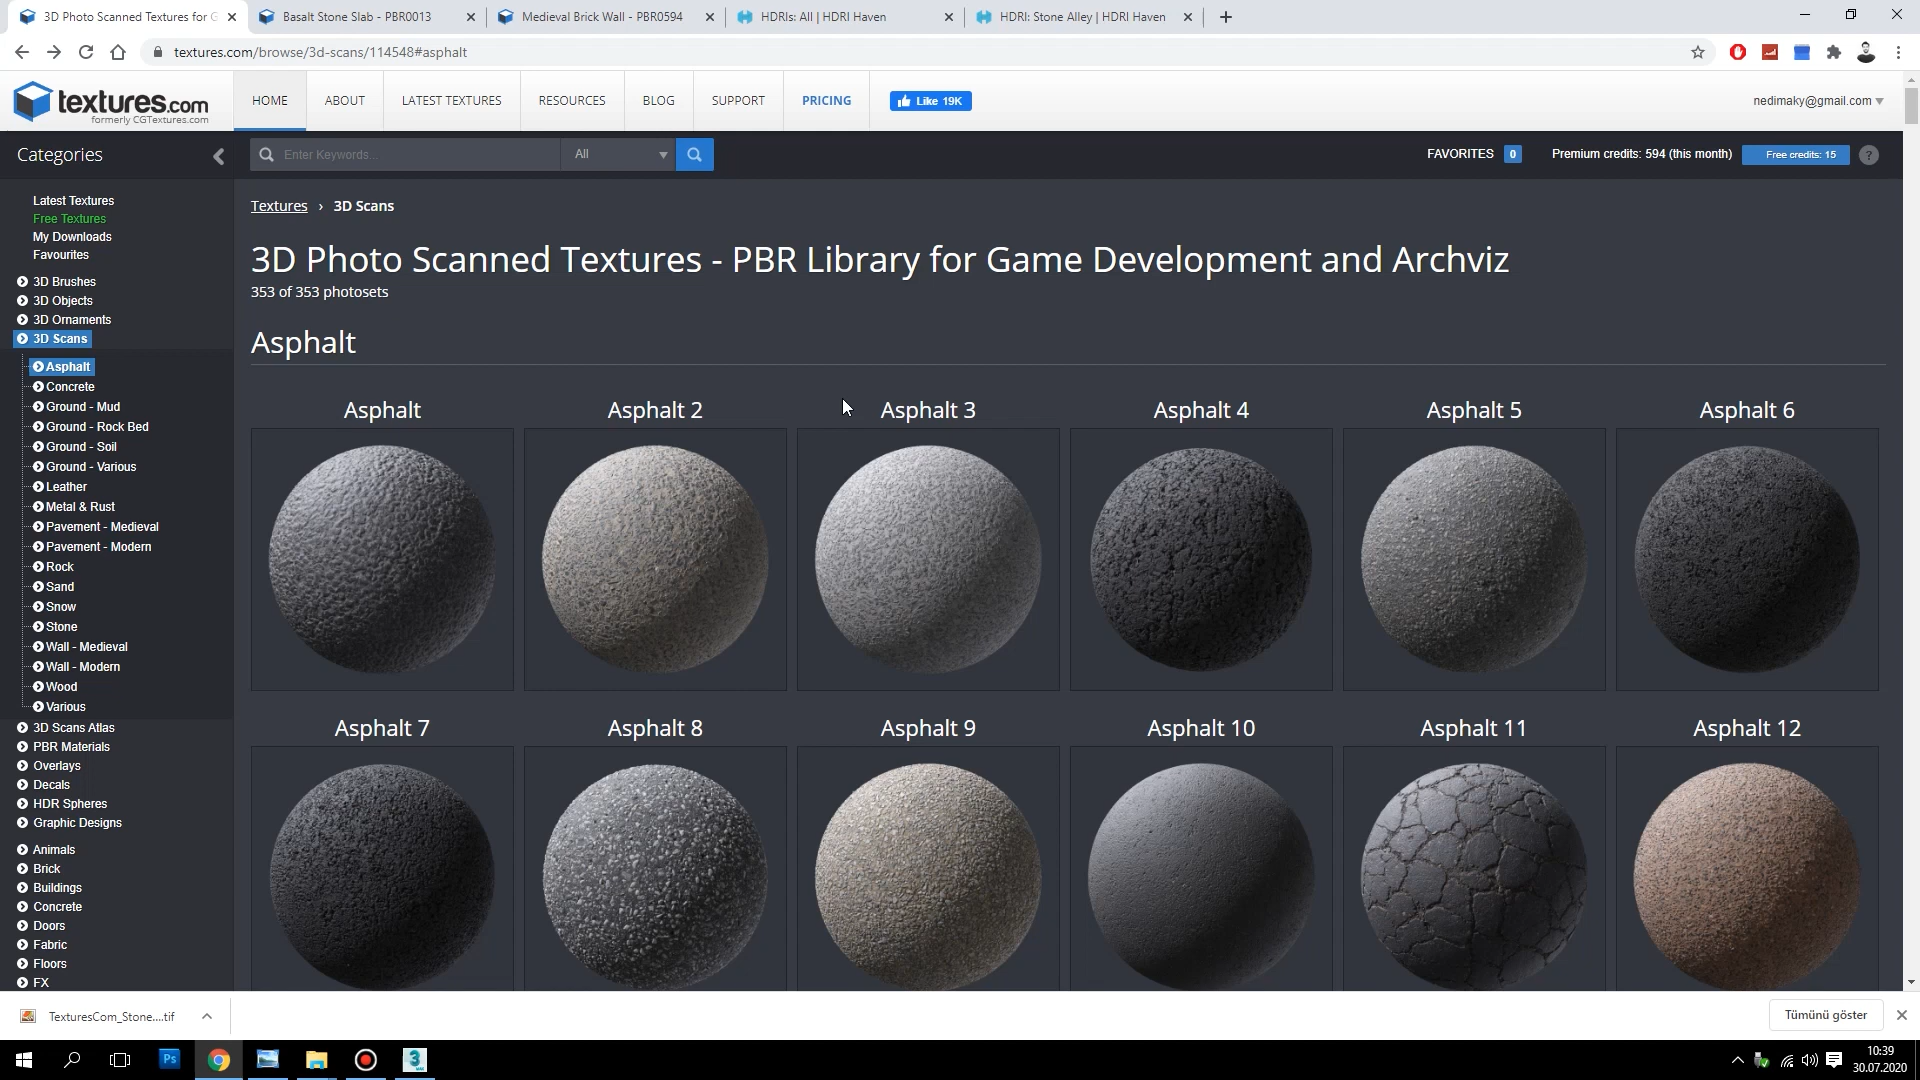 3D Photo Scanned Textures for G
Basalt Stone Slab - PBR0013
Medieval Brick Wall - PBR0594
HDRIs: All | HDRI Haven
HDRI: Stone Alley | HDRI Haven
textures.com/browse/3d-scans/114548#asphalt
textures.com
formerly CGTextures.com
HOME
ABOUT
LATEST TEXTURES
RESOURCES
BLOG
SUPPORT
PRICING
Like 19K
nedimaky@gmail.com
Categories
Enter Keywords...
All
FAVORITES 0
Premium credits: 594 (this month)
Free credits: 15
?
Latest Textures
Free Textures
My Downloads
Favourites
3D Brushes
3D Objects
3D Ornaments
3D Scans
Asphalt
Concrete
Ground - Mud
Ground - Rock Bed
Ground - Soil
Ground - Various
Leather
Metal & Rust
Pavement - Medieval
Pavement - Modern
Rock
Sand
Snow
Stone
Wall - Medieval
Wall - Modern
Wood
Various
3D Scans Atlas
PBR Materials
Overlays
Decals
HDR Spheres
Graphic Designs
Animals
Brick
Buildings
Concrete
Doors
Fabric
Floors
FX
Textures › 3D Scans
3D Photo Scanned Textures - PBR Library for Game Development and Archviz
353 of 353 photosets
Asphalt
Asphalt
Asphalt 2
Asphalt 3
Asphalt 4
Asphalt 5
Asphalt 6
Asphalt 7
Asphalt 8
Asphalt 9
Asphalt 10
Asphalt 11
Asphalt 12
TexturesCom_Stone....tif
Tümünü göster
Ps
3
10:39
30.07.2020